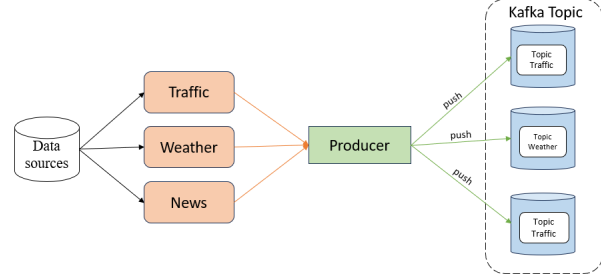 Kafka Topic
Data
sources
Traffic
Weather
News
Producer
push
push
push
Topic
Traffic
Topic
Weather
Topic
Traffic